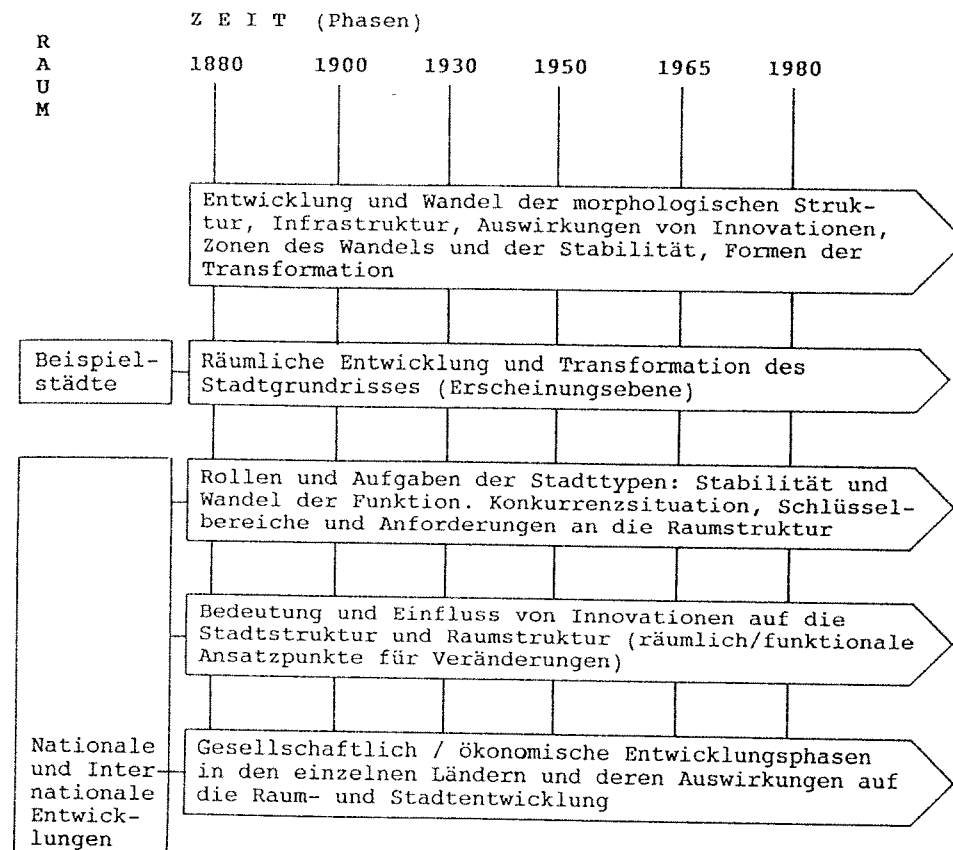 Z E I T (Phasen)
R
A
U
M
1880 1900 1930 1950 1965 1980
Entwicklung und Wandel der morphologischen Struk-
tur, Infrastruktur, Auswirkungen von Innovationen,
Zonen des Wandels und der Stabilität, Formen der
Transformation
Beispiel-
städte
Räumliche Entwicklung und Transformation des
Stadtgrundrisses (Erscheinungsebene)
Rollen und Aufgaben der Stadttypen: Stabilität und
Wandel der Funktion. Konkurrenzsituation, Schlüssel-
bereiche und Anforderungen an die Raumstruktur
Bedeutung und Einfluss von Innovationen auf die
Stadtstruktur und Raumstruktur (räumlich/funktionale
Ansatzpunkte für Veränderungen)
Nationale
und Inter
nationale
Entwick-
lungen
Gesellschaftlich / ökonomische Entwicklungsphasen
in den einzelnen Ländern und deren Auswirkungen auf
die Raum- und Stadtentwicklung